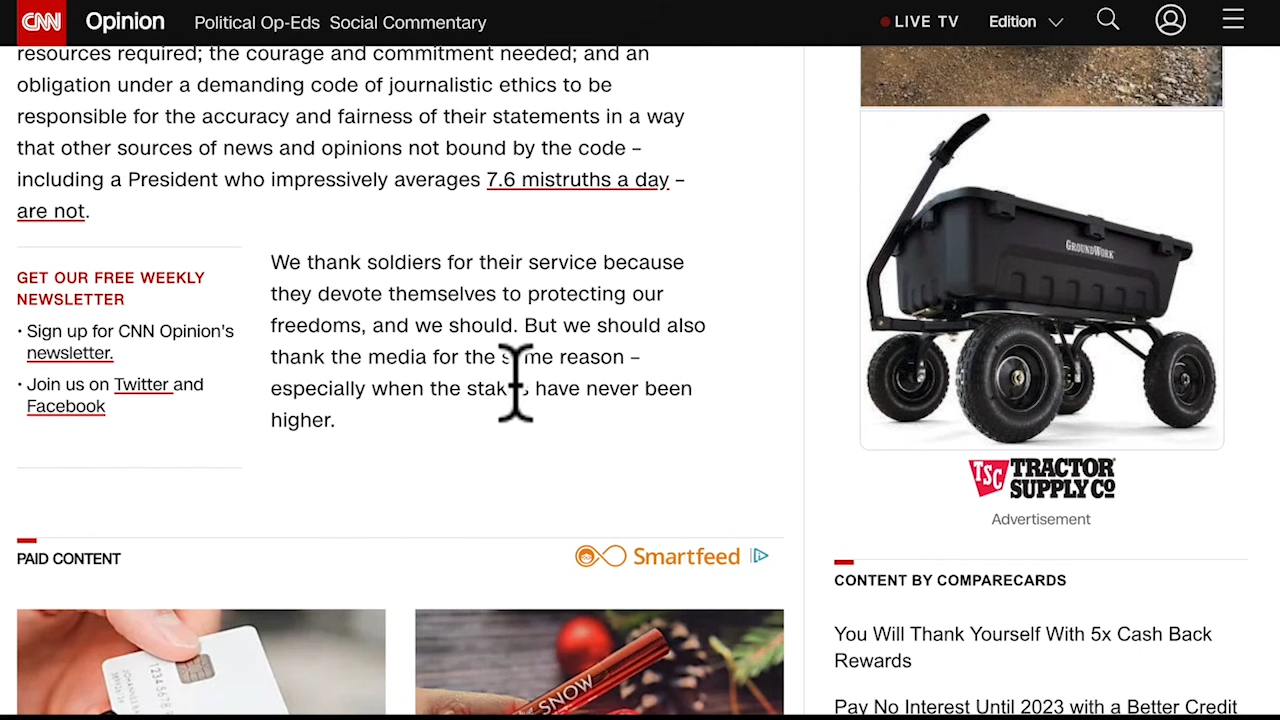 CNN Opinion Political Op-Eds Social Commentary LIVE TV Edition
resources required; the courage and commitment needed; and an
obligation under a demanding code of journalistic ethics to be
responsible for the accuracy and fairness of their statements in a way
that other sources of news and opinions not bound by the code –
including a President who impressively averages 7.6 mistruths a day –
are not.
GET OUR FREE WEEKLY
NEWSLETTER
· Sign up for CNN Opinion's
newsletter.
· Join us on Twitter and
Facebook
We thank soldiers for their service because
they devote themselves to protecting our
freedoms, and we should. But we should also
thank the media for the reason –
especially when the have never been
higher.
PAID CONTENT
Smartfeed
SNOW
GROUNDWORK
TSC TRACTOR
SUPPLY CO
Advertisement
CONTENT BY COMPARECARDS
You Will Thank Yourself With 5x Cash Back
Rewards
Pay No Interest Until 2023 with a Better Credit